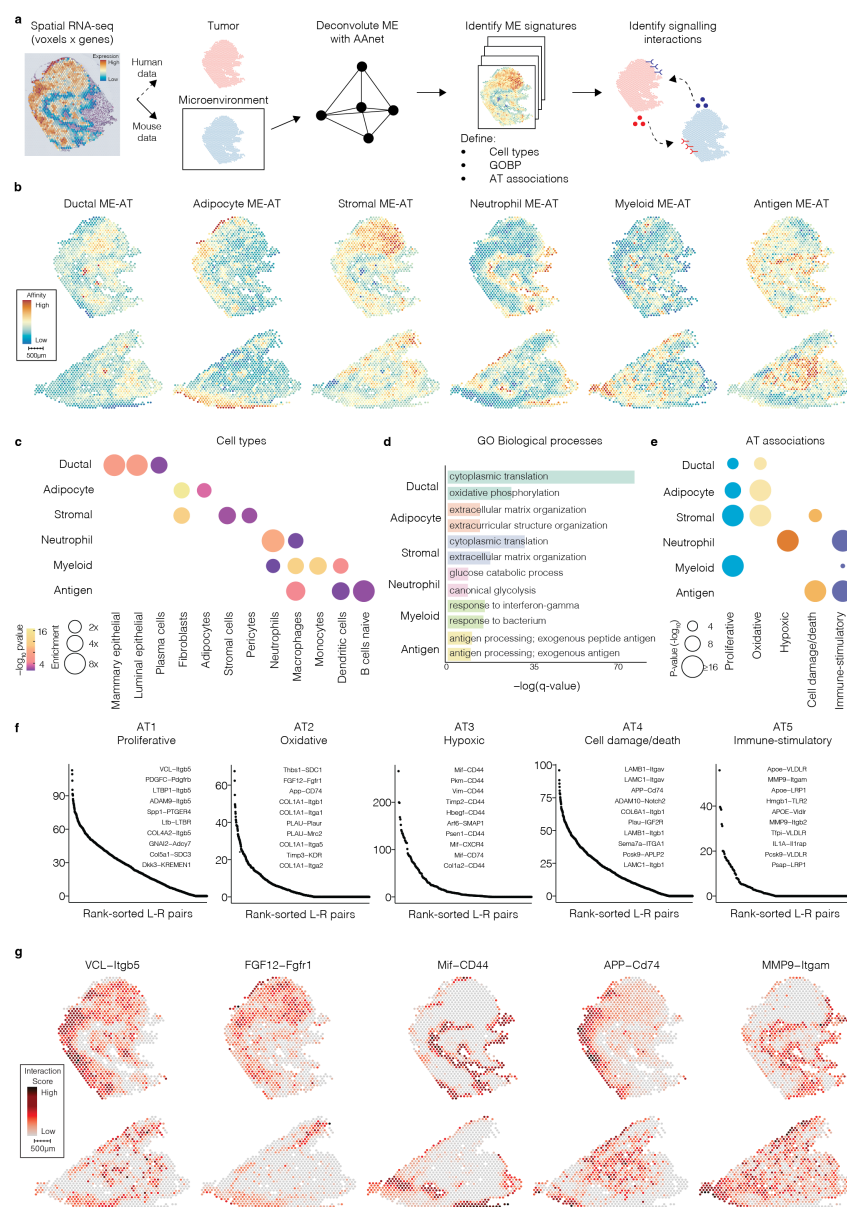 a
Spatial RNA-seq
(voxels x genes)
Expression
High
Low
Human
data
Mouse
data
Tumor
Microenvironment
Deconvolute ME
with AAnet
Identify ME signatures
Define:
• Cell types
• GOBP
• AT associations
Identify signalling
interactions
b
Ductal ME-AT
Adipocyte ME-AT
Stromal ME-AT
Neutrophil ME-AT
Myeloid ME-AT
Antigen ME-AT
Affinity
High
Low
500µm
c
Cell types
Ductal
Adipocyte
Stromal
Neutrophil
Myeloid
Antigen
−log10 pvalue
16
4
Enrichment
2x
4x
8x
Mammary epithelial
Luminal epithelial
Plasma cells
Fibroblasts
Adipocytes
Stromal cells
Pericytes
Neutrophils
Macrophages
Monocytes
Dendritic cells
B cells naive
d
GO Biological processes
Ductal
cytoplasmic translation
oxidative phosphorylation
Adipocyte
extracellular matrix organization
extracurricular structure organization
Stromal
cytoplasmic translation
extracellular matrix organization
Neutrophil
glucose catabolic process
canonical glycolysis
Myeloid
response to interferon-gamma
response to bacterium
Antigen
antigen processing; exogenous peptide antigen
antigen processing; exogenous antigen
0
35
70
−log(q-value)
e
AT associations
Ductal
Adipocyte
Stromal
Neutrophil
Myeloid
Antigen
P-value (-log10)
4
8
≥16
Proliferative
Oxidative
Hypoxic
Cell damage/death
Immune-stimulatory
f
AT1
Proliferative
90
60
30
0
VCL−Itgb5
PDGFC−Pdgfrb
LTBP1−Itgb5
ADAM9−Itgb5
Spp1−PTGER4
Ltb−LTBR
COL4A2−Itgb5
GNAI2−Adcy7
Col5a1−SDC3
Dkk3−KREMEN1
Rank-sorted L-R pairs
AT2
Oxidative
60
40
20
0
Thbs1−SDC1
FGF12−Fgfr1
App−CD74
COL1A1−Itgb1
COL1A1−Itga1
PLAU−Plaur
PLAU−Mrc2
COL1A1−Itga5
Timp3−KDR
COL1A1−Itga2
Rank-sorted L-R pairs
AT3
Hypoxic
200
100
0
Mif−CD44
Pkm−CD44
Vim−CD44
Timp2−CD44
Hbegf−CD44
Arf6−SMAP1
Psen1−CD44
Mif−CXCR4
Mif−CD74
Col1a2−CD44
Rank-sorted L-R pairs
AT4
Cell damage/death
100
75
50
25
0
LAMB1−Itgav
LAMC1−Itgav
APP−Cd74
ADAM10−Notch2
COL6A1−Itgb1
Plau−IGF2R
LAMB1−Itgb1
Sema7a−ITGA1
Pcsk9−APLP2
LAMC1−Itgb1
Rank-sorted L-R pairs
AT5
Immune-stimulatory
40
20
0
Apoe−VLDLR
MMP9−Itgam
Apoe−LRP1
Hmgb1−TLR2
APOE−Vldlr
MMP9−Itgb2
Tfpi−VLDLR
IL1A−Il1rap
Pcsk9−VLDLR
Psap−LRP1
Rank-sorted L-R pairs
g
VCL−Itgb5
FGF12−Fgfr1
Mif−CD44
APP−Cd74
MMP9−Itgam
Interaction
Score
High
Low
500µm